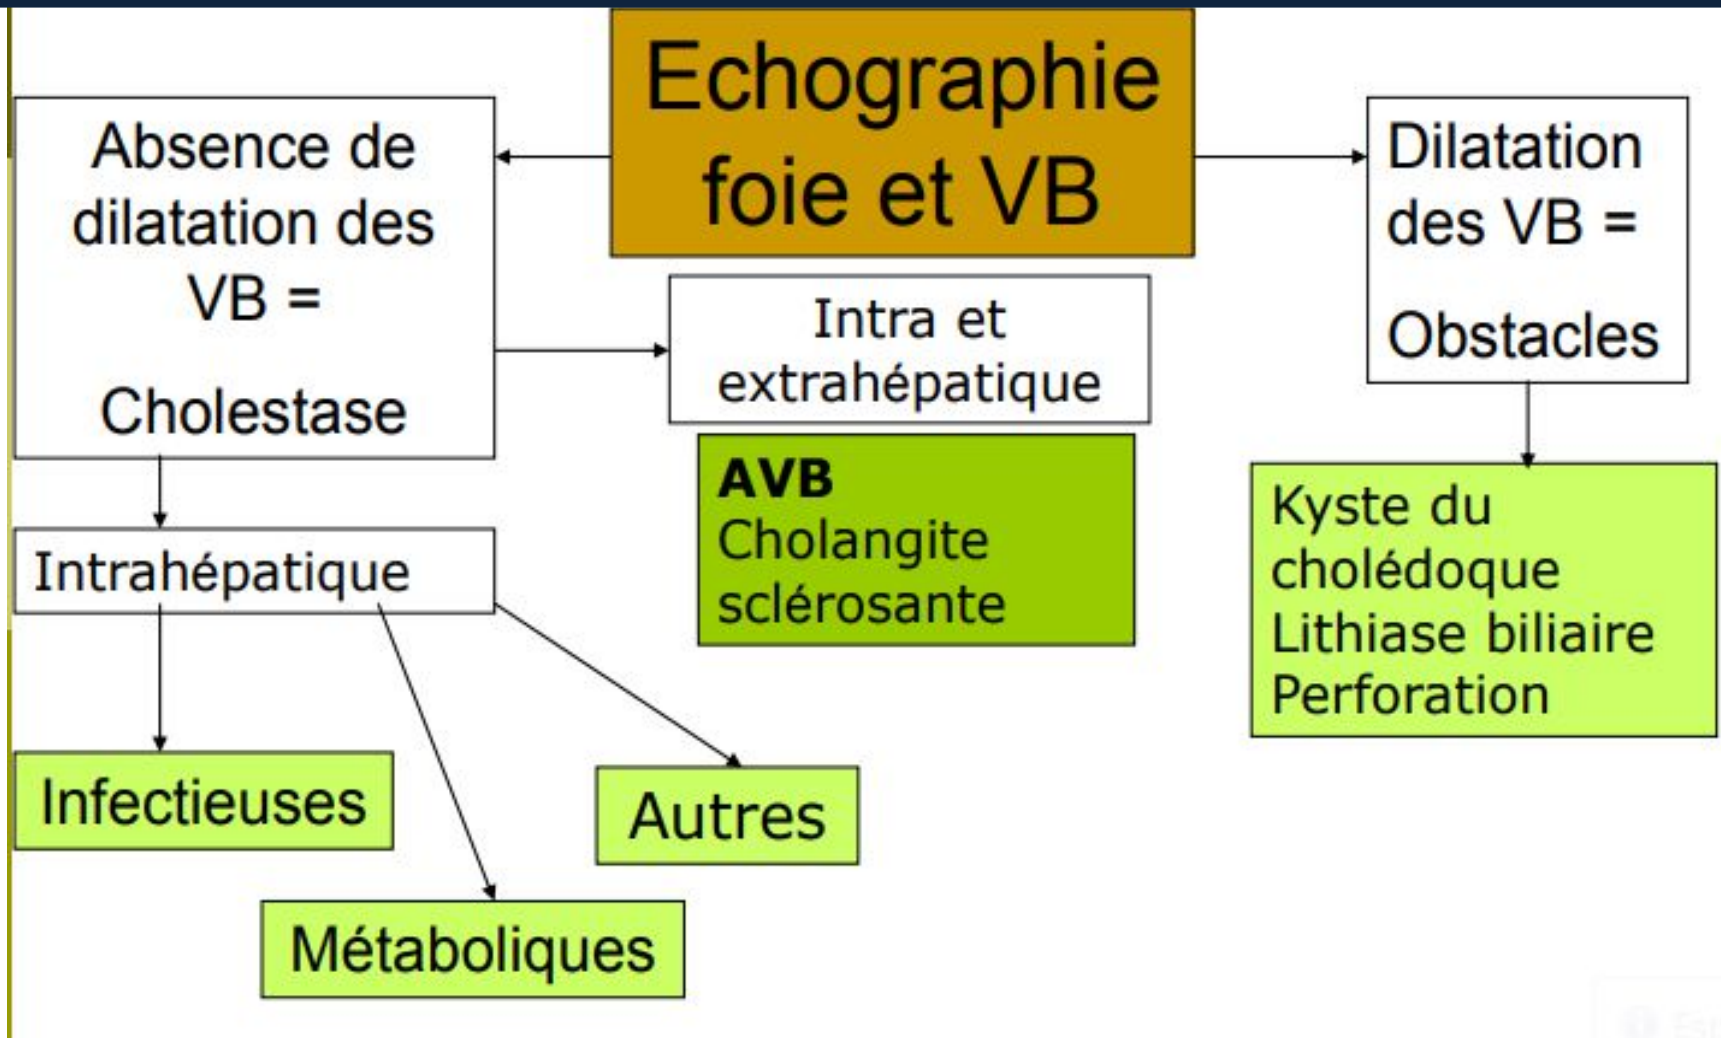 Echographie
foie et VB
Absence de
dilatation des
VB =
Cholestase
Dilatation
des VB =
Obstacles
Intra et
extrahépatique
AVB
Cholangite
sclérosante
Kyste du
cholédoque
Lithiase biliaire
Perforation
Intrahépatique
Infectieuses
Autres
Métaboliques